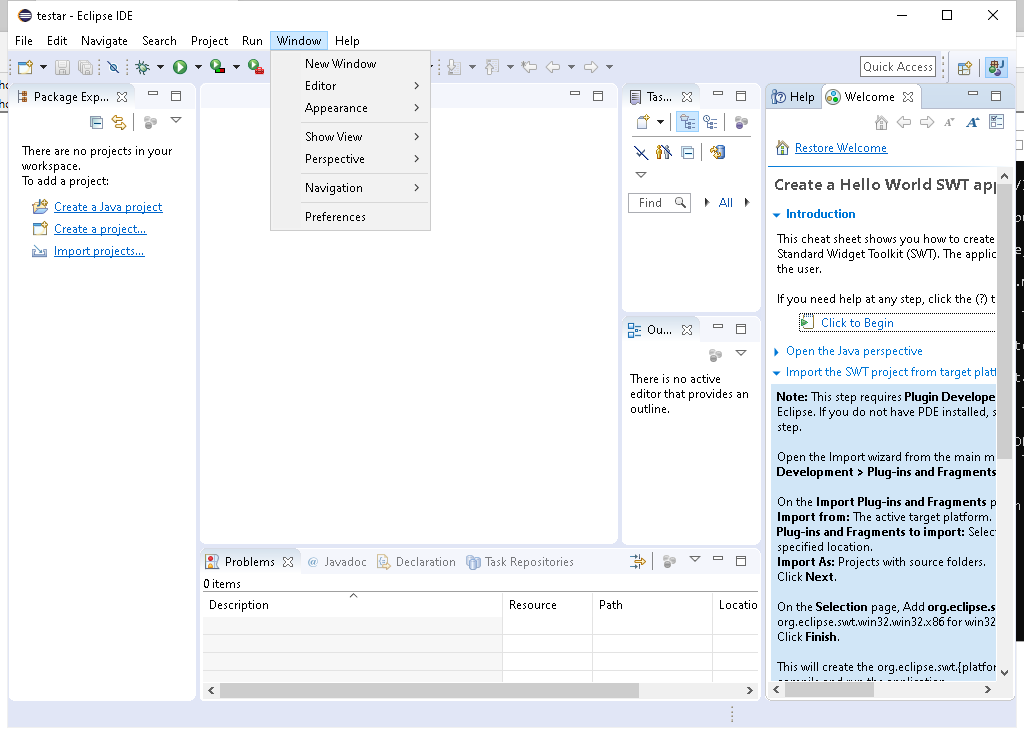 testar - Eclipse IDE
File Edit Navigate Search Project Run Window Help
Quick Access
New Window
Editor
Appearance
Show View
Perspective
Navigation
Preferences
Package Exp...
There are no projects in your
workspace.
To add a project:
Create a Java project
Create a project...
Import projects...
Tas...
Find
All
Ou...
There is no active
editor that provides an
outline.
Help Welcome
Restore Welcome
Create a Hello World SWT app
Introduction
This cheat sheet shows you how to create
Standard Widget Toolkit (SWT). The applic
the user.
If you need help at any step, click the (?) t
Click to Begin
Open the Java perspective
Import the SWT project from target platf
Note: This step requires Plugin Develope
Eclipse. If you do not have PDE installed, s
step.
Open the Import wizard from the main m
Development > Plug-ins and Fragments
On the Import Plug-ins and Fragments p
Import from: The active target platform.
Plug-ins and Fragments to import: Selec
specified location.
Import As: Projects with source folders.
Click Next.
On the Selection page, Add org.eclipse.s
org.eclipse.swt.win32.win32.x86 for win32
Click Finish.
This will create the org.eclipse.swt.{platfor
compile and run the application
Problems @ Javadoc Declaration Task Repositories
0 items
Description Resource Path Locatio